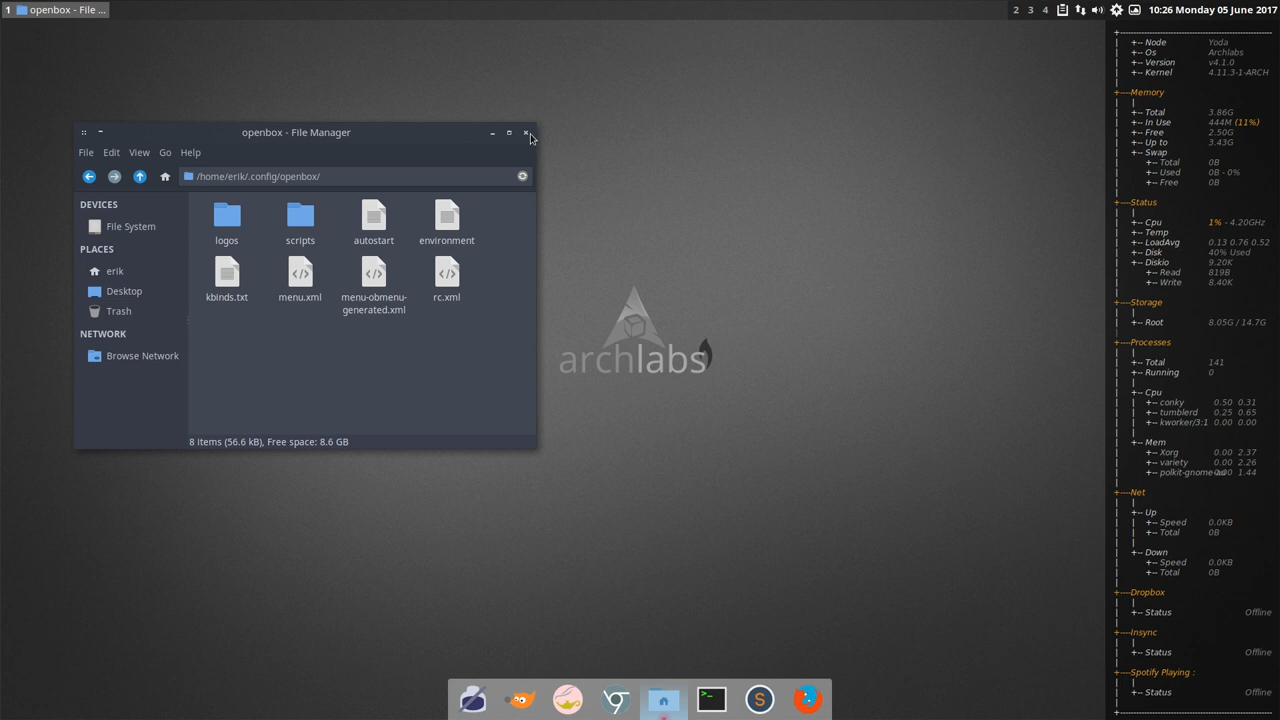 1 openbox - File ...
2 3 4
10:26 Monday 05 June 2017
openbox - File Manager
File Edit View Go Help
/home/erik/.config/openbox/
DEVICES
File System
PLACES
erik
Desktop
Trash
NETWORK
Browse Network
logos
scripts
autostart
environment
kbinds.txt
menu.xml
menu-obmenu-
generated.xml
rc.xml
8 items (56.6 kB), Free space: 8.6 GB
archlabs
Node Yoda
Os Archlabs
Version v4.1.0
Kernel 4.11.3-1-ARCH
Memory
Total 3.86G
In Use 444M (11%)
Free 2.50G
Up to 3.43G
Swap
Total 0B
Used 0B - 0%
Free 0B
Status
Cpu 1% - 4.20GHz
Temp
LoadAvg 0.13 0.76 0.52
Disk 40% Used
Diskio 9.20K
Read 819B
Write 8.40K
Storage
Root 8.05G / 14.7G
Processes
Total 141
Running 0
Cpu
conky 0.50 0.31
tumblerd 0.25 0.65
kworker/3:1 0.00 0.00
Mem
Xorg 0.00 2.37
variety 0.00 2.26
polkit-gnome- 0.00 1.44
Net
Up
Speed 0.0KB
Total 0B
Down
Speed 0.0KB
Total 0B
Dropbox
Status Offline
Insync
Status Offline
Spotify Playing :
Status Offline